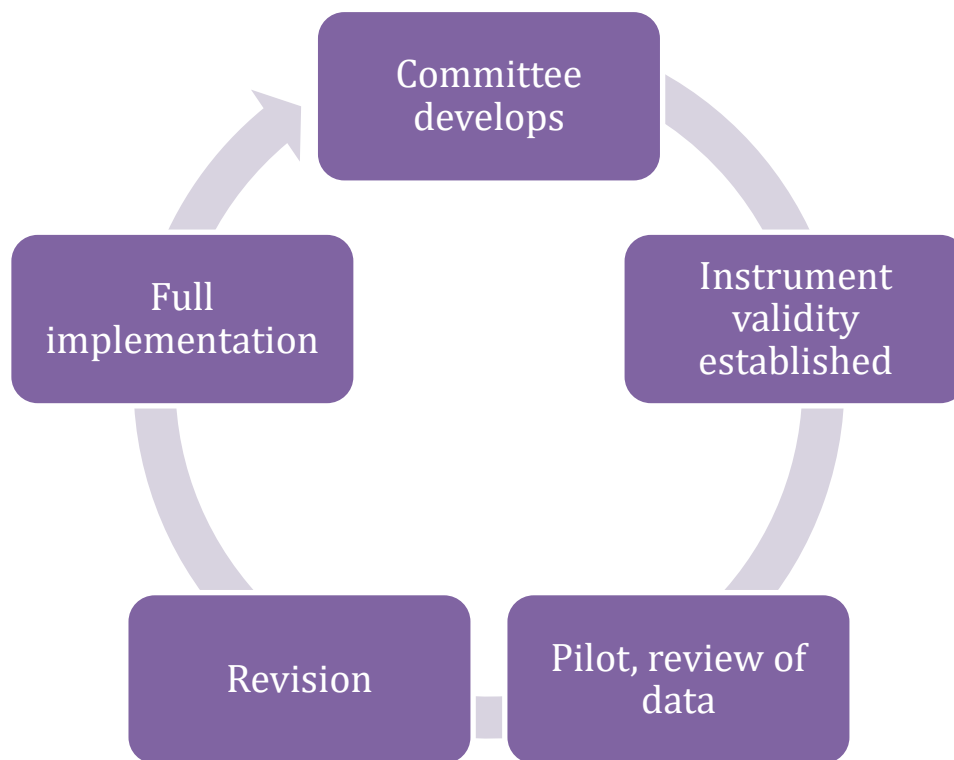 Committee
develops
Instrument
validity
established
Pilot, review of
data
Revision
Full
implementation